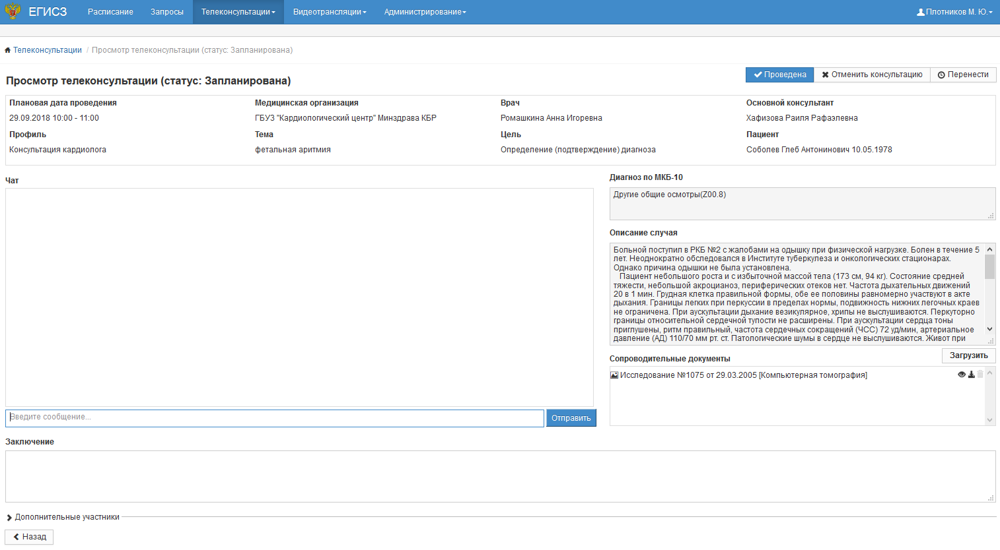 ЕГИСЗ Расписание Запросы Телеконсультации Видеотрансляции Администрирование Плотников М. Ю.
Телеконсультации / Просмотр телеконсультации (статус: Запланирована)
Просмотр телеконсультации (статус: Запланирована)
Проведена Отменить консультацию Перенести
Плановая дата проведения Медицинская организация Врач Основной консультант
29.09.2018 10:00 - 11:00 ГБУЗ "Кардиологический центр" Минздрава КБР Ромашкина Анна Игоревна Хафизова Раиля Рафаэлевна
Профиль Тема Цель Пациент
Консультация кардиолога фетальная аритмия Определение (подтверждение) диагноза Соболев Глеб Антонинович 10.05.1978
Чат
Введите сообщение...
Отправить
Диагноз по МКБ-10
Другие общие осмотры(Z00.8)
Описание случая
Больной поступил в РКБ №2 с жалобами на одышку при физической нагрузке. Болен в течение 5
лет. Неоднократно обследовался в Институте туберкулеза и онкологических стационарах.
Однако причина одышки не была установлена.
Пациент небольшого роста и с избыточной массой тела (173 см, 94 кг). Состояние средней
тяжести, небольшой акроцианоз, периферических отеков нет. Частота дыхательных движений
20 в 1 мин. Грудная клетка правильной формы, обе ее половины равномерно участвуют в акте
дыхания. Границы легких при перкуссии в пределах нормы, подвижность нижних легочных краев
не ограничена. При аускультации дыхание везикулярное, хрипы не выслушиваются. Перкуторно
границы относительной сердечной тупости не расширены. При аускультации сердца тоны
приглушены, ритм правильный, частота сердечных сокращений (ЧСС) 72 уд/мин, артериальное
давление (АД) 110/70 мм рт. ст. Патологические шумы в сердце не выслушиваются. Живот при
Сопроводительные документы
Загрузить
Исследование №1075 от 29.03.2005 [Компьютерная томография]
Заключение
Дополнительные участники
Назад